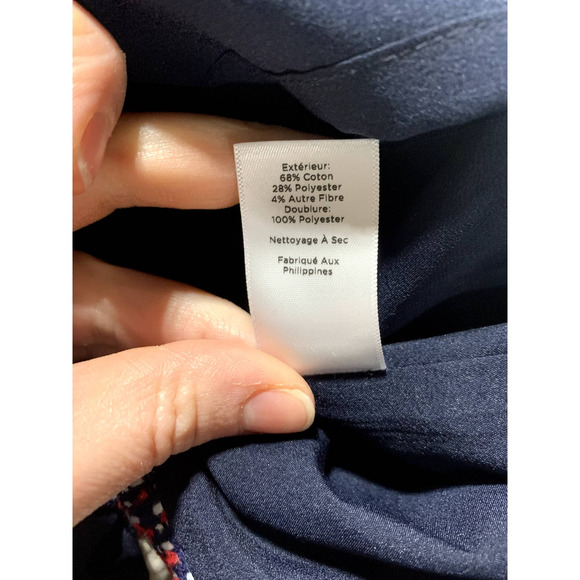 Extérieur:
68% Coton
28% Polyester
4% Autre Fibre
Doublure:
100% Polyester
Nettoyage À Sec
Fabriqué Aux
Philippines